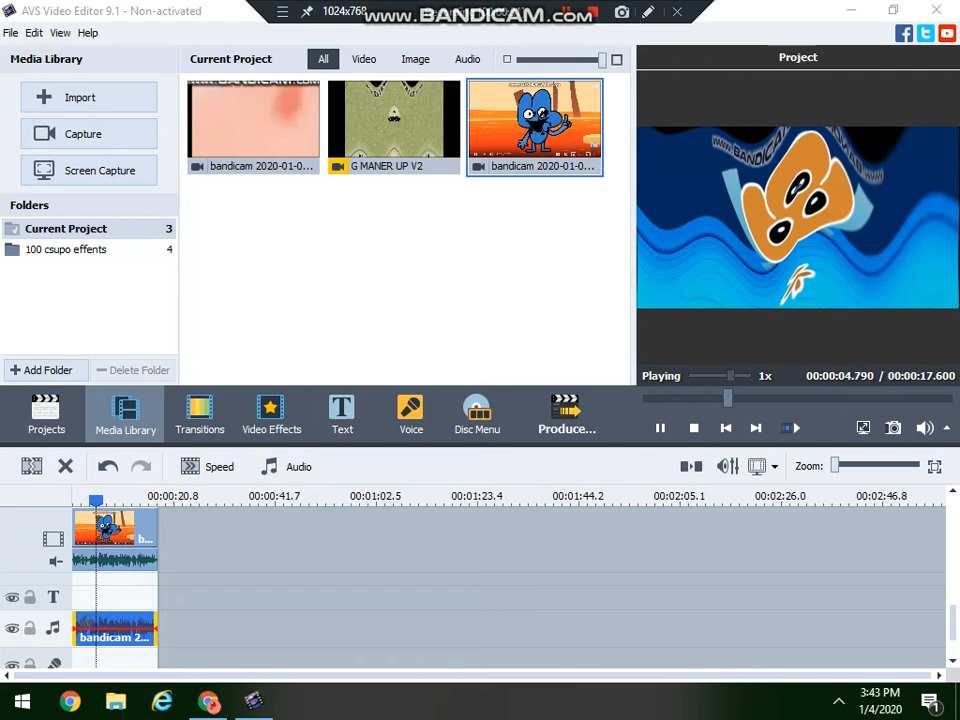 AVS Video Editor 9.1 - Non-activated
1024x768
www.BANDICAM.com
File Edit View Help
Media Library
Import
Capture
Screen Capture
Folders
Current Project 3
100 csupo effents 4
Add Folder
Delete Folder
Current Project
All Video Image Audio
bandicam 2020-01-0...
G MANER UP V2
bandicam 2020-01-0...
Project
Playing 1x 00:00:04.790 / 00:00:17.600
Projects
Media Library
Transitions
Video Effects
Text
Voice
Disc Menu
Produce...
Speed
Audio
Zoom:
00:00:20.8 00:00:41.7 00:01:02.5 00:01:23.4 00:01:44.2 00:02:05.1 00:02:26.0 00:02:46.8
b...
T
bandicam 2...
3:43 PM
1/4/2020
1